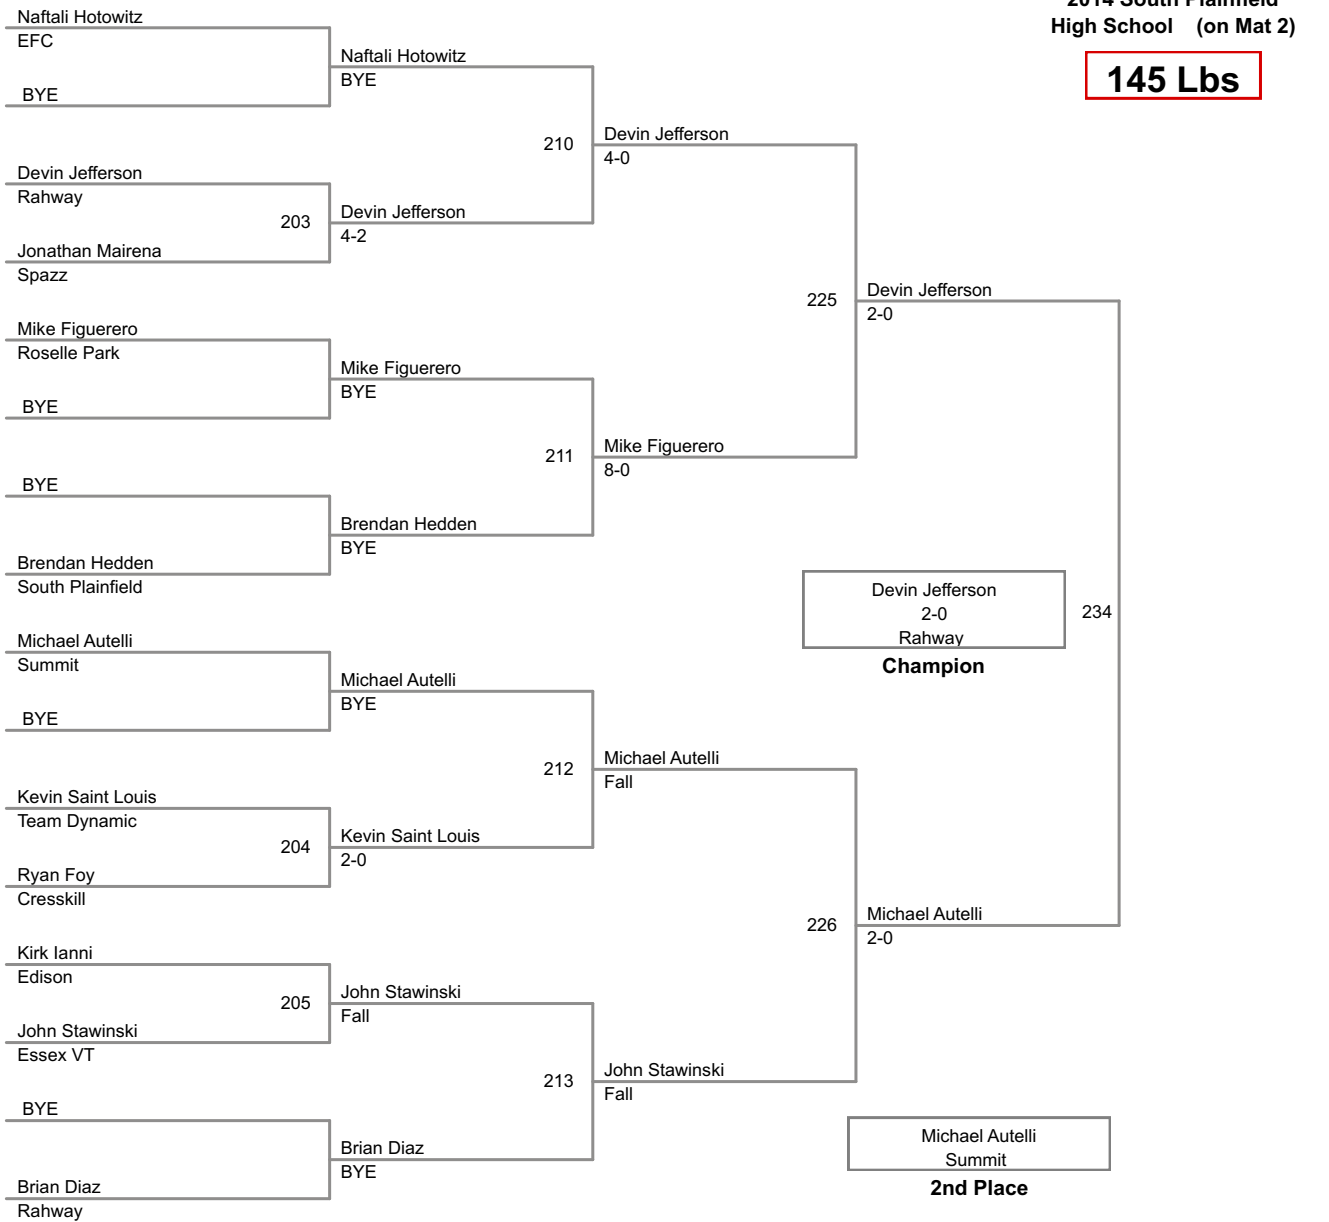 2014 South Plainfield
High School (on Mat 2)
145 Lbs
Naftali Hotowitz
EFC
BYE
Devin Jefferson
Rahway
203
Jonathan Mairena
Spazz
Mike Figuerero
Roselle Park
BYE
BYE
Brendan Hedden
South Plainfield
Michael Autelli
Summit
BYE
Kevin Saint Louis
Team Dynamic
204
Ryan Foy
Cresskill
Kirk Ianni
Edison
205
John Stawinski
Essex VT
BYE
Brian Diaz
Rahway
Naftali Hotowitz
BYE
210
Devin Jefferson
4-2
Mike Figuerero
BYE
211
Brendan Hedden
BYE
Michael Autelli
BYE
212
Kevin Saint Louis
2-0
John Stawinski
Fall
213
Brian Diaz
BYE
Devin Jefferson
4-0
225
Mike Figuerero
8-0
Michael Autelli
Fall
226
John Stawinski
Fall
Devin Jefferson
2-0
234
Michael Autelli
2-0
Devin Jefferson
2-0
Rahway
Champion
Michael Autelli
Summit
2nd Place